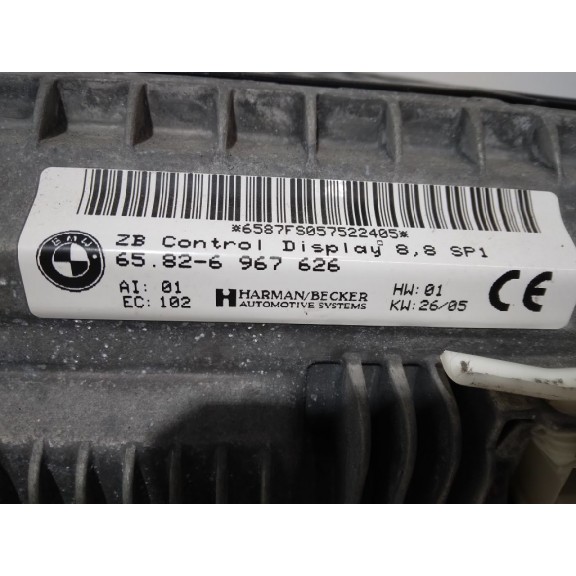 *6587FS057522405*
BMW
ZB Control Display 8,8 SP1
65.82-6 967 626
AI: 01
EC: 102
HARMAN/BECKER
AUTOMOTIVE SYSTEMS
HW: 01
KW: 26/05
CE